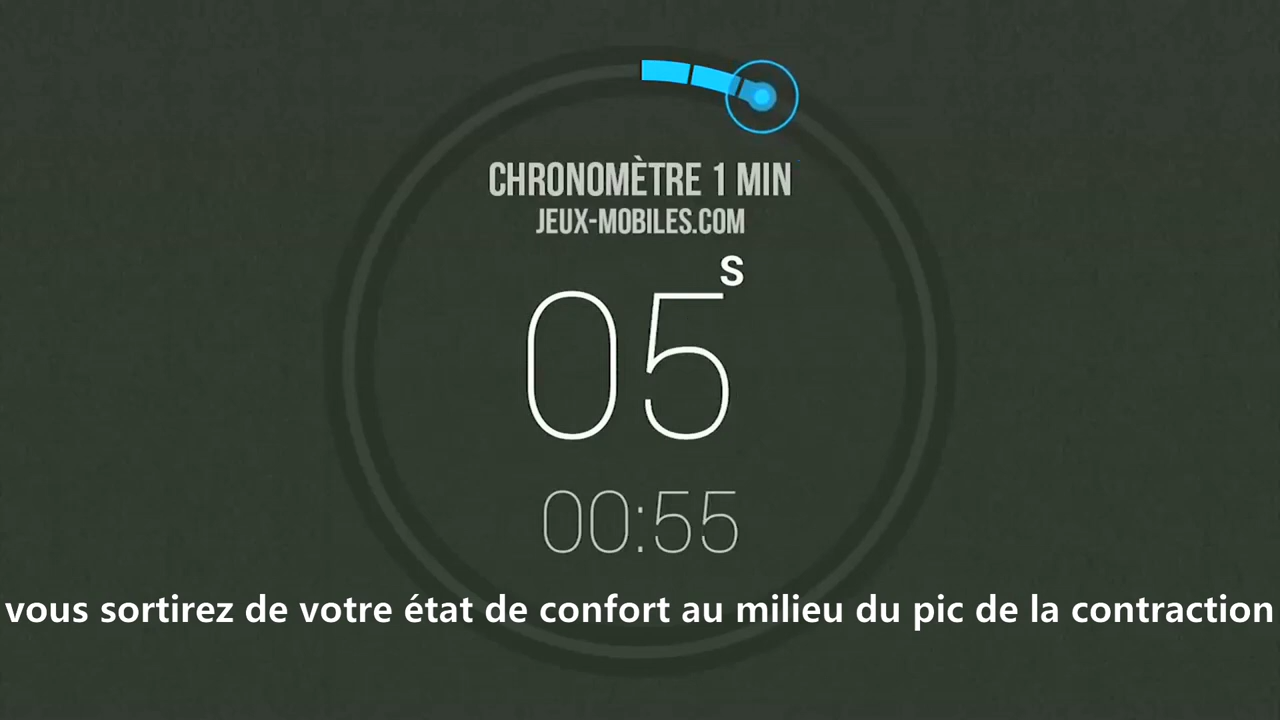 CHRONOMÈTRE 1 MIN
JEUX-MOBILES.COM
05 s
00:55
vous sortirez de votre état de confort au milieu du pic de la contraction